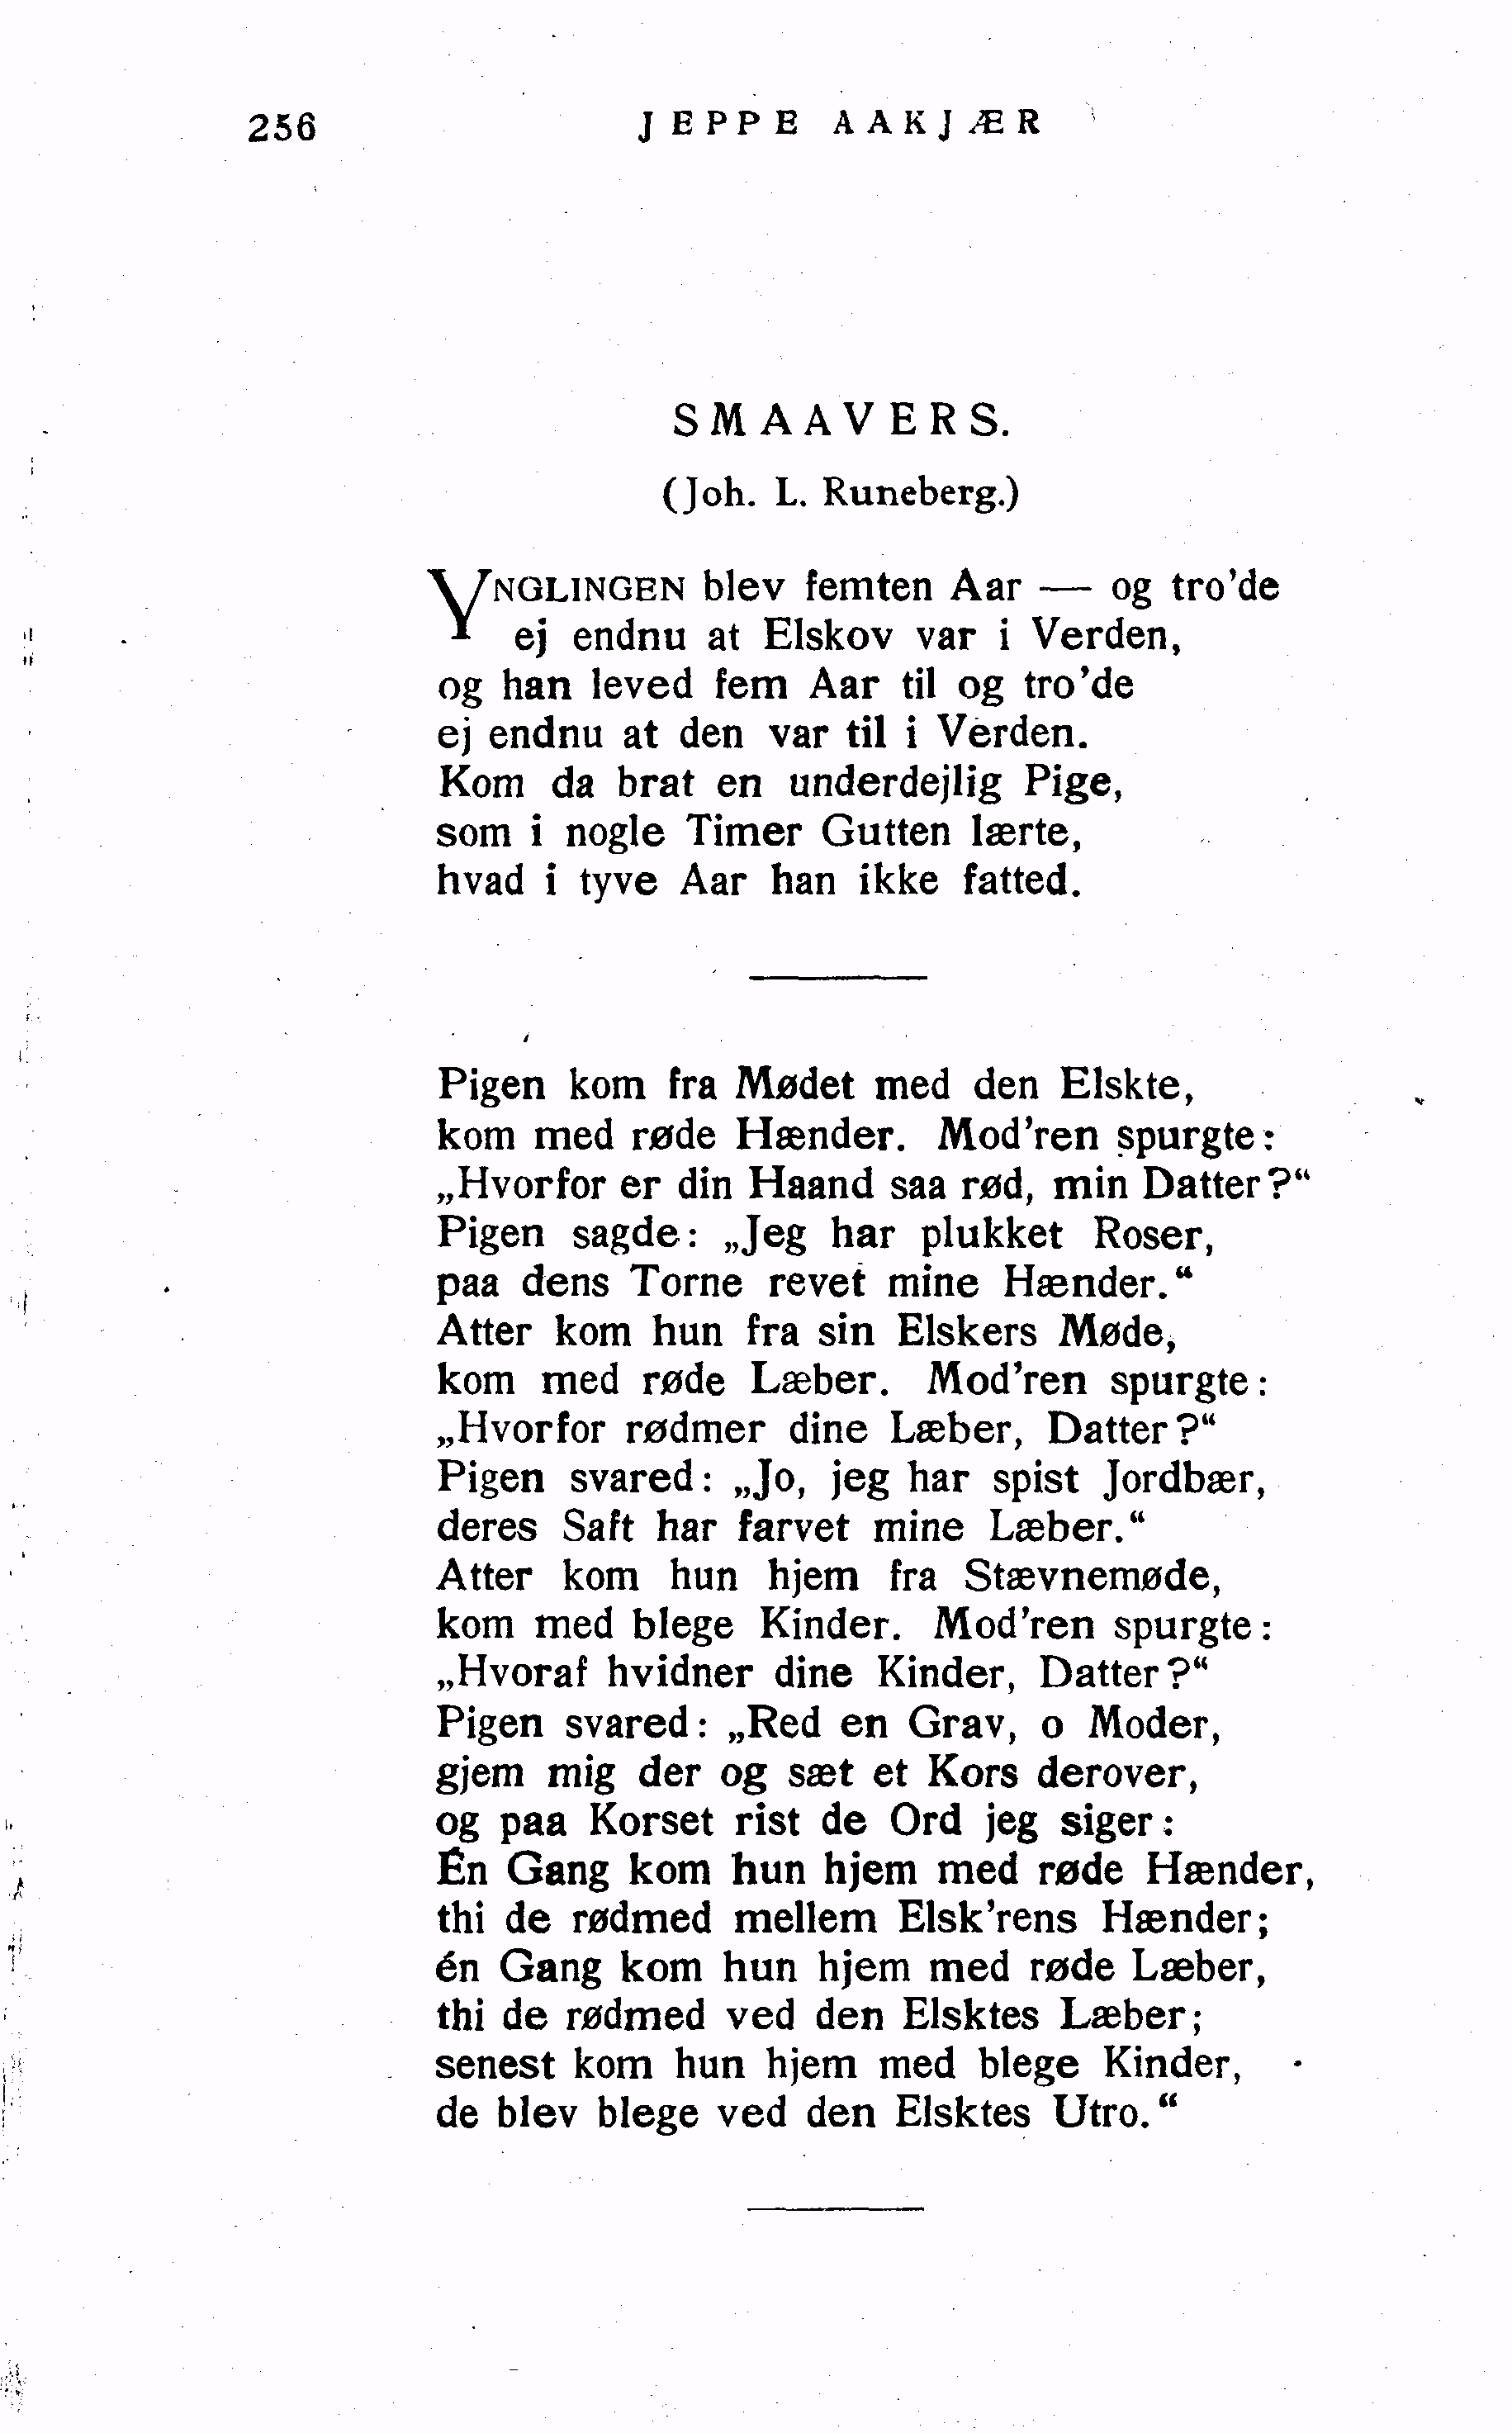 256 JEPPE AAKJÆR
SMAAVERS.
(Joh. L. Runeberg.)
YNGLINGEN blev femten Aar — og tro'de
ej endnu at Elskov var i Verden,
og han leved fem Aar til og tro'de
ej endnu at den var til i Verden.
Kom da brat en underdejlig Pige,
som i nogle Timer Gutten lærte,
hvad i tyve Aar han ikke fatted.
Pigen kom fra Mødet med den Elskte,
kom med røde Hænder. Mod'ren spurgte:
„Hvorfor er din Haand saa rød, min Datter?“
Pigen sagde: „Jeg har plukket Roser,
paa dens Torne revet mine Hænder.“
Atter kom hun fra sin Elskers Møde,
kom med røde Læber. Mod'ren spurgte:
„Hvorfor rødmer dine Læber, Datter?“
Pigen svared: „Jo, jeg har spist Jordbær,
deres Saft har farvet mine Læber.“
Atter kom hun hjem fra Stævnemøde,
kom med blege Kinder. Mod'ren spurgte:
„Hvoraf hvidner dine Kinder, Datter?“
Pigen svared: „Red en Grav, o Moder,
gjem mig der og sæt et Kors derover,
og paa Korset rist de Ord jeg siger:
Én Gang kom hun hjem med røde Hænder,
thi de rødmed mellem Elsk'rens Hænder;
én Gang kom hun hjem med røde Læber,
thi de rødmed ved den Elsktes Læber;
senest kom hun hjem med blege Kinder,
de blev blege ved den Elsktes Utro.“